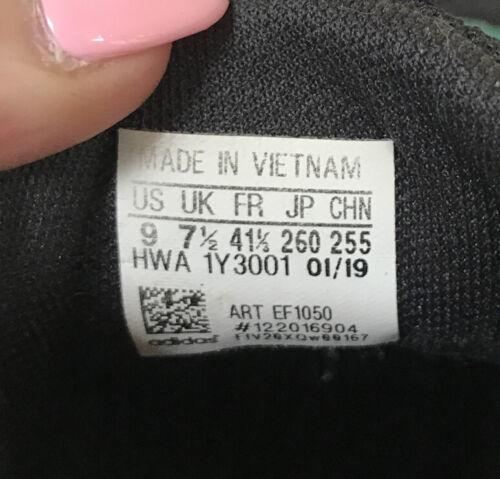 MADE IN VIETNAM
US UK FR JP CHN
9 7½ 41⅓ 260 255
HWA 1Y3001 01/19
ART EF1050
#122016904
adidas